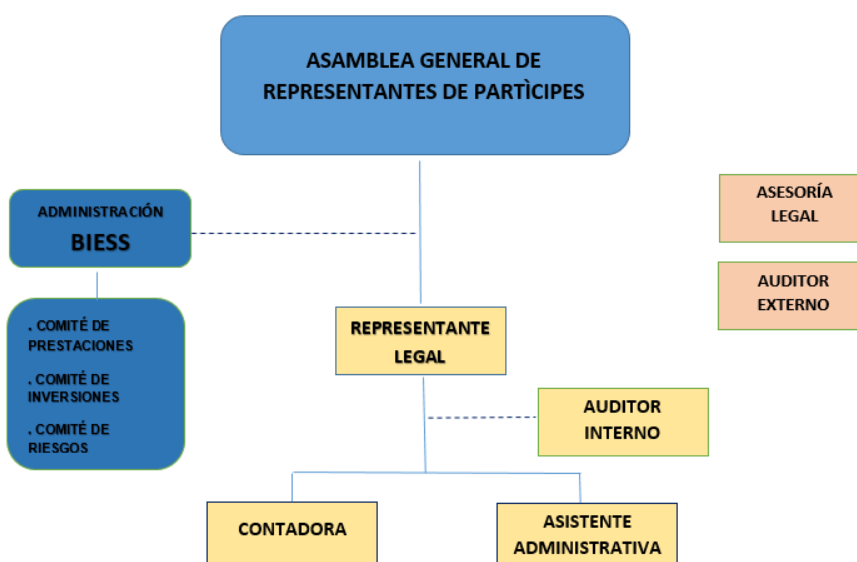 ASAMBLEA GENERAL DE
REPRESENTANTES DE PARTÌCIPES
ADMINISTRACIÓN
BIESS
ASESORÍA
LEGAL
AUDITOR
EXTERNO
. COMITÉ DE
PRESTACIONES
. COMITÉ DE
INVERSIONES
. COMITÉ DE
RIESGOS
REPRESENTANTE
LEGAL
AUDITOR
INTERNO
CONTADORA
ASISTENTE
ADMINISTRATIVA